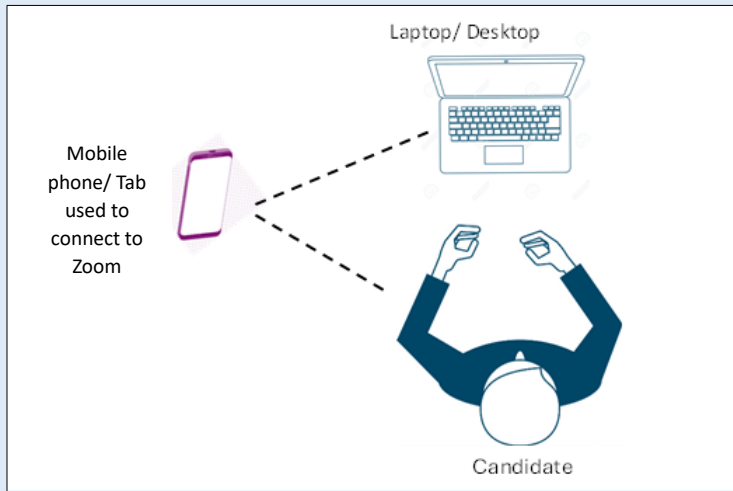 Laptop/ Desktop
Mobile
phone/ Tab
used to
connect to
Zoom
Candidate